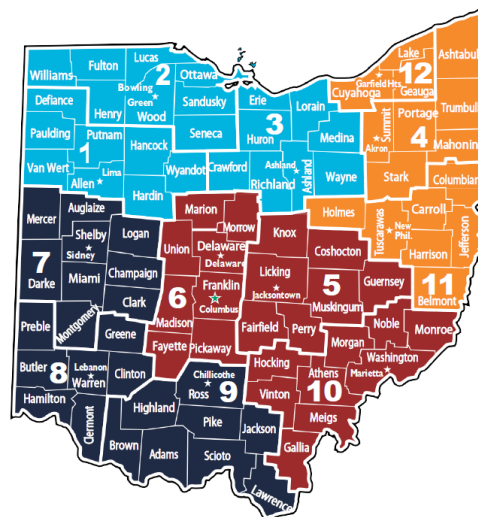 Lake
Ashtabul
Lucas
Fulton
12
Williams
2
Ottawa
Garfield Hts.
Cuyahoga
Geauga
Defiance
Bowling
Green
Sandusky
Erie
Lorain
Trumbul
Henry
Wood
Portage
Summit
Paulding
Putnam
3
4
Huron
Medina
Akron
Mahonin
Hancock
Seneca
1
Van Wert
Lima
Allen
Wyandot
Crawford
Ashland
Richland
Ashland
Wayne
Stark
Columbian
Hardin
Mercer
Auglaize
Marion
Holmes
Carroll
Morrow
Knox
Tuscarawas
New
Phil.
Jefferson
Shelby
Logan
Union
Delaware
Coshocton
Sidney
Delaware
Harrison
7
Darke
Miami
Champaign
Licking
11
Franklin
5
Guernsey
Jacksontown
Belmont
Clark
6
Columbus
Muskingum
Preble
Montgomery
Madison
Fairfield
Perry
Noble
Monroe
Greene
Fayette
Pickaway
Morgan
Butler
Lebanon
8
Warren
Clinton
Hocking
Athens
Washington
Marietta
Chillicothe
9
10
Hamilton
Ross
Vinton
Clermont
Highland
Meigs
Pike
Jackson
Brown
Adams
Scioto
Gallia
Lawrence